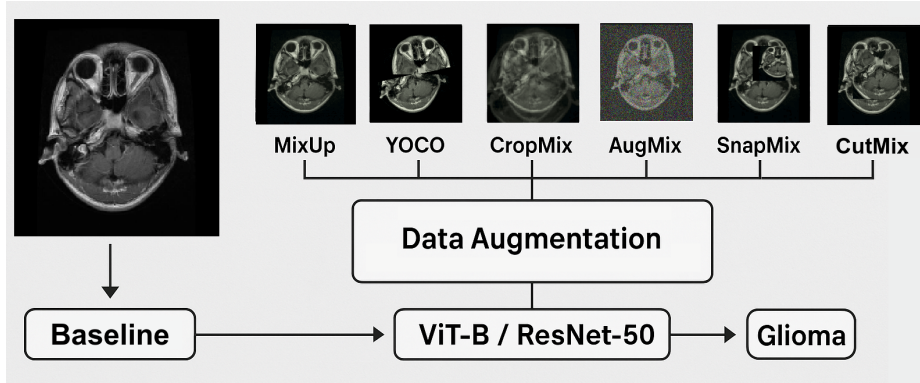 MixUp
YOCO
CropMix
AugMix
SnapMix
CutMix
Data Augmentation
Baseline
ViT-B / ResNet-50
Glioma